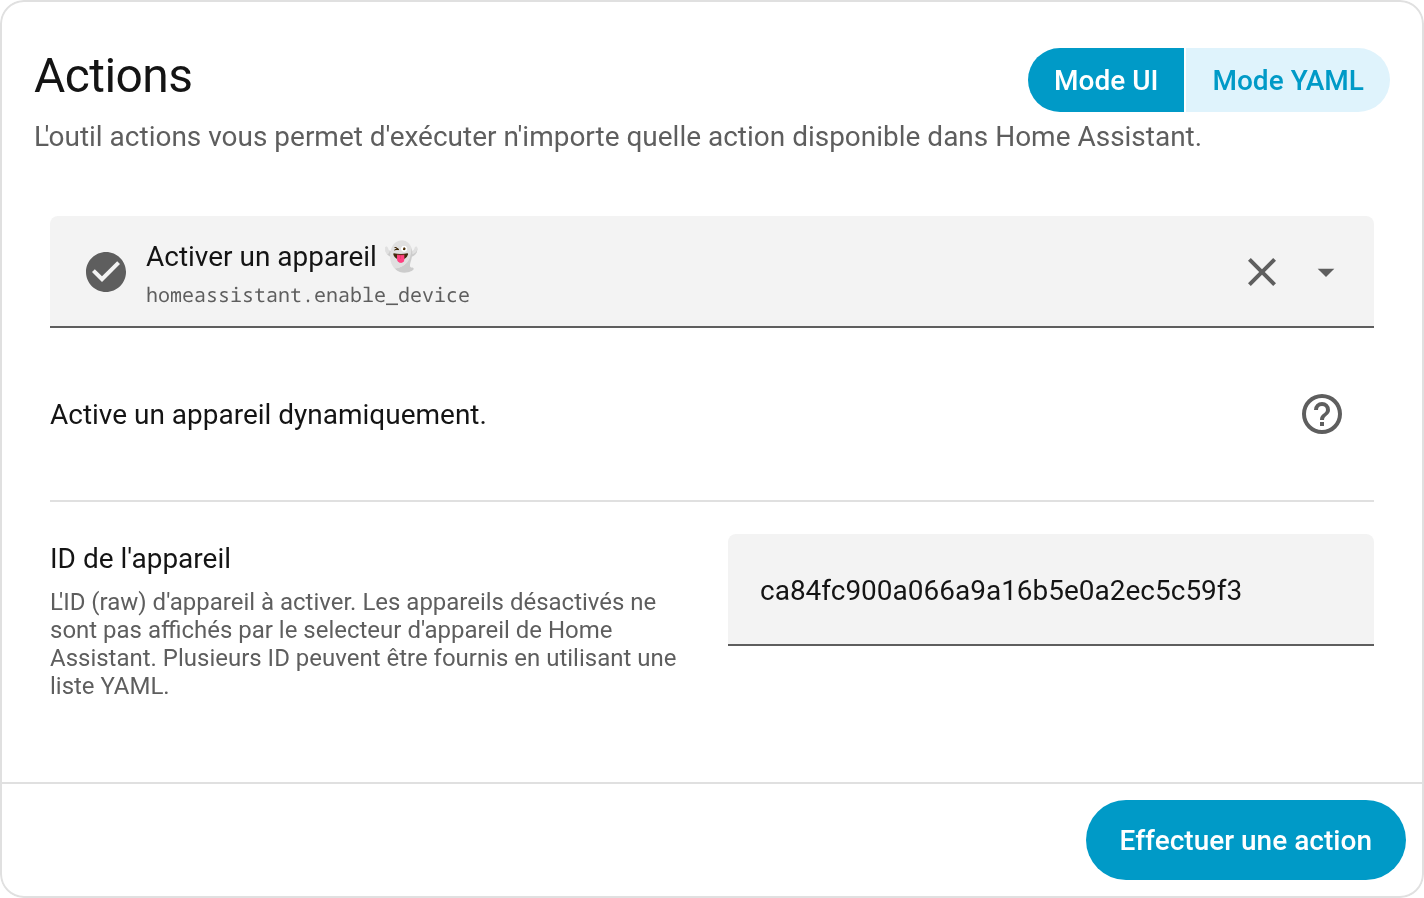 Actions
Mode UI
Mode YAML
L'outil actions vous permet d'exécuter n'importe quelle action disponible dans Home Assistant.
Activer un appareil 👻
homeassistant.enable_device
Active un appareil dynamiquement.
ID de l'appareil
L'ID (raw) d'appareil à activer. Les appareils désactivés ne
sont pas affichés par le selecteur d'appareil de Home
Assistant. Plusieurs ID peuvent être fournis en utilisant une
liste YAML.
ca84fc900a066a9a16b5e0a2ec5c59f3
Effectuer une action